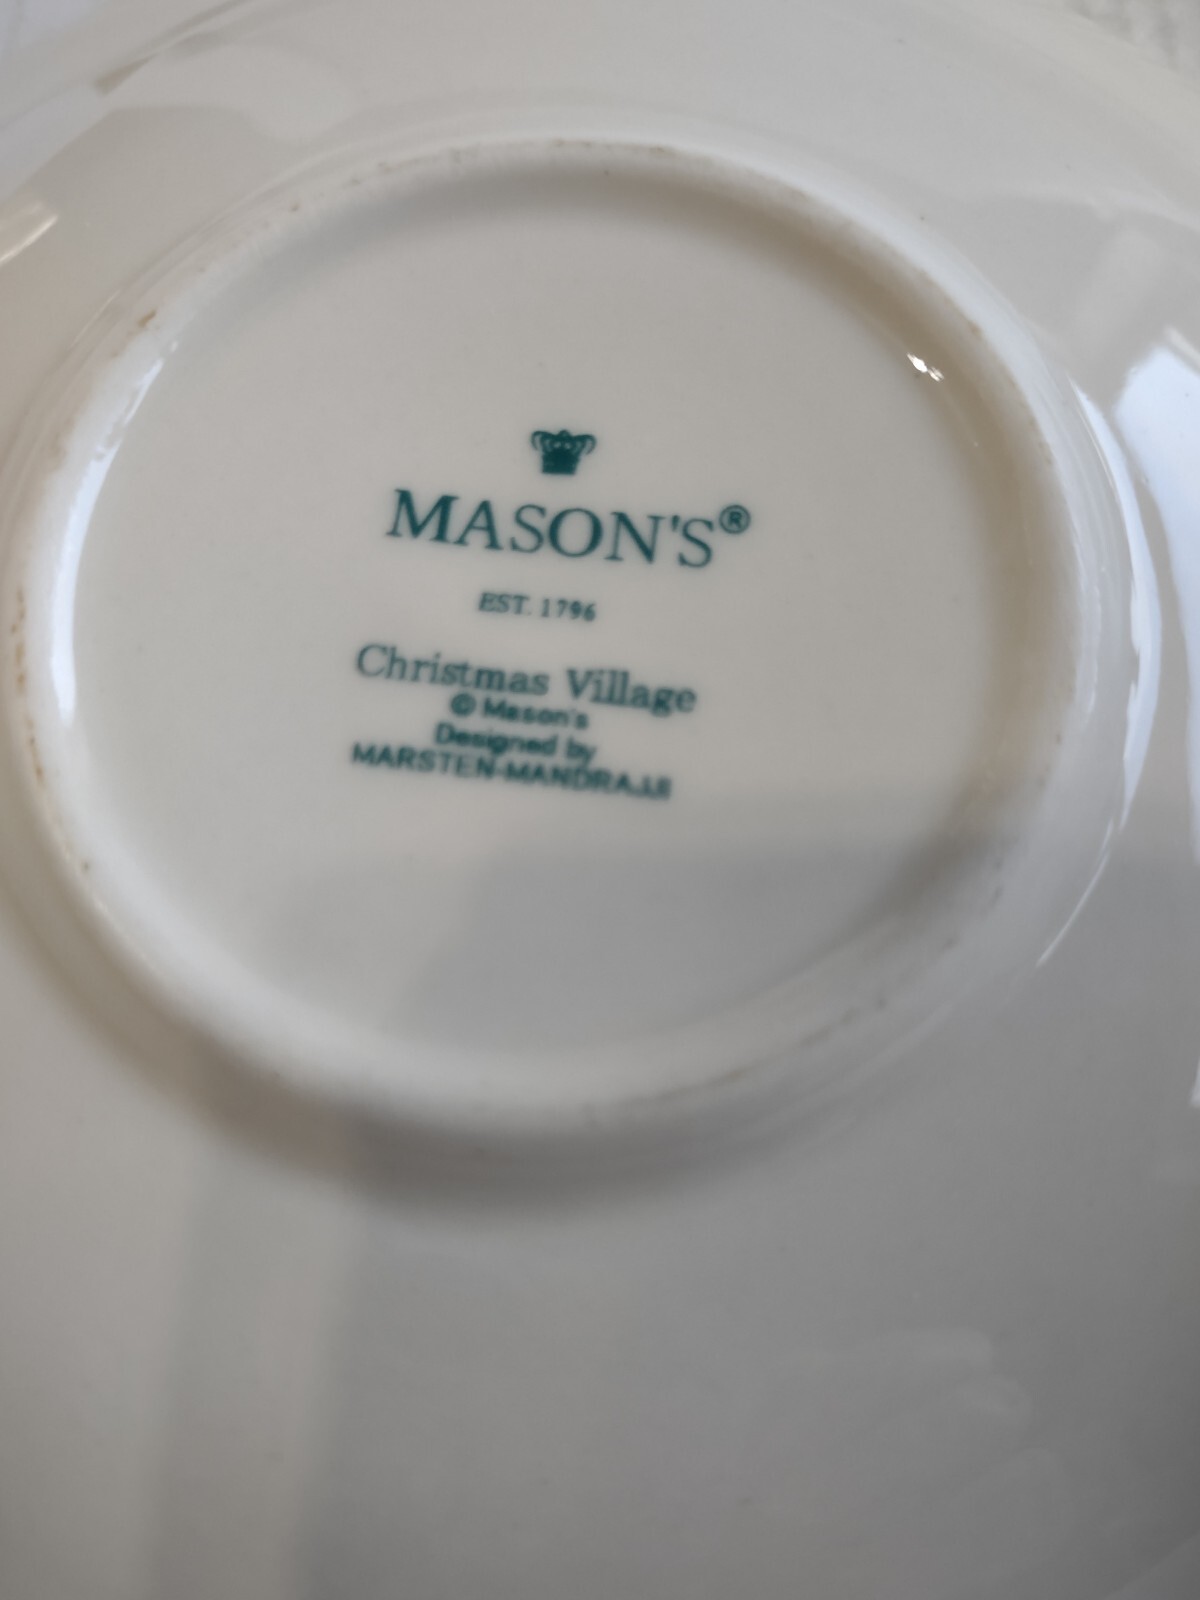 MASON'S®
EST. 1796
Christmas Village
© Mason's
Designed by
MARSTEN-MANDRAJJI